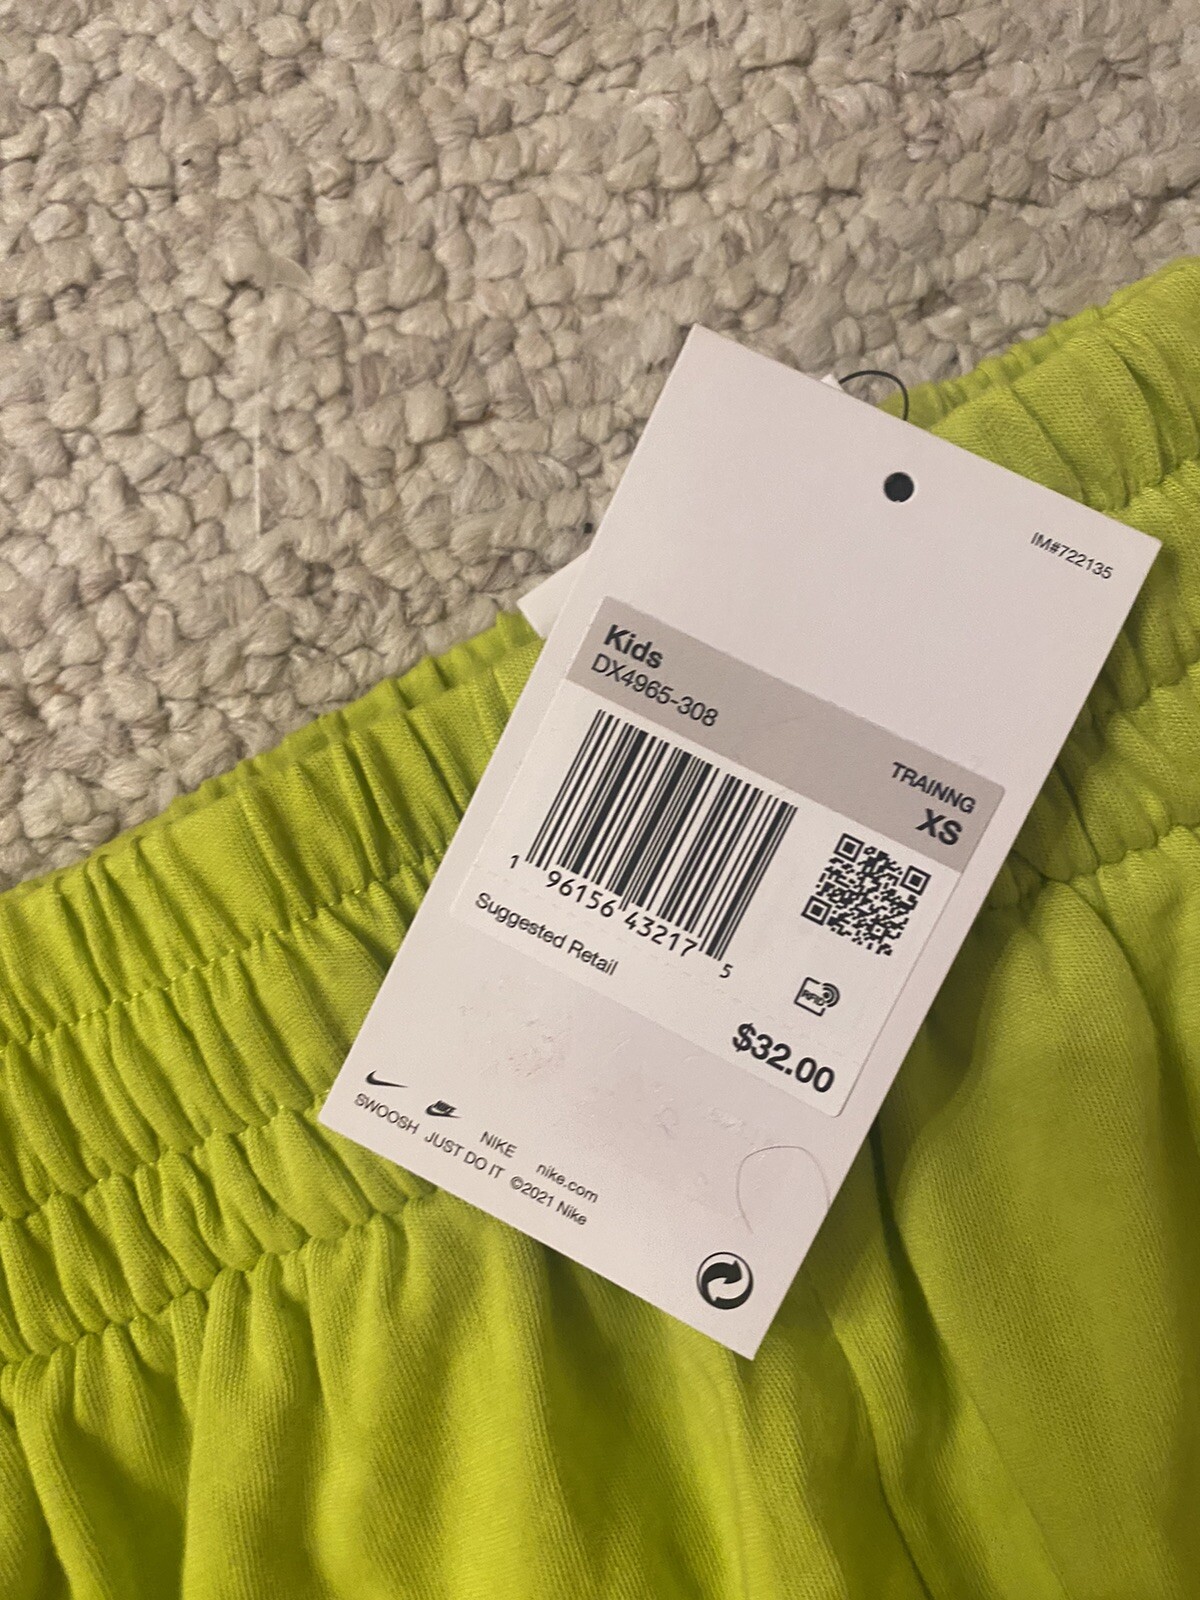 IM#722135
Kids
DX4965-308
TRAINNG
XS
1 96156 43217 5
Suggested Retail
RFID
$32.00
NIKE nike.com
SWOOSH JUST DO IT ©2021 Nike